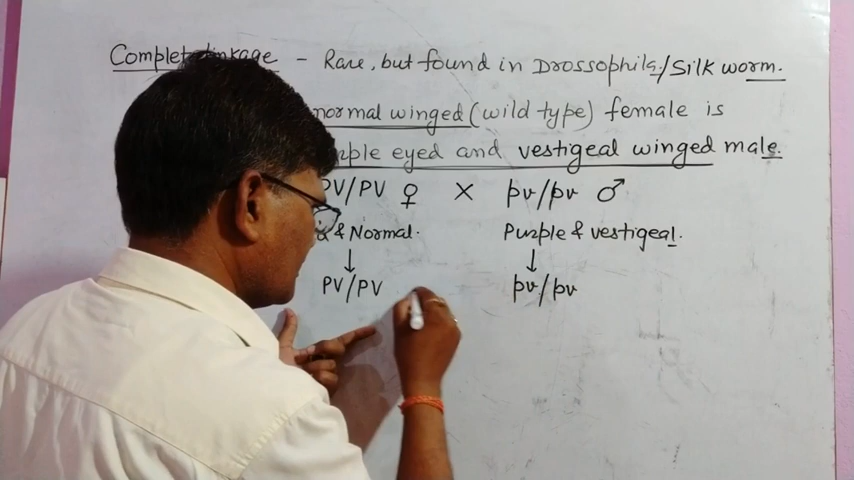 Complete Linkage - Rare, but found in Drossophila/Silk worm.
normal winged (wild type) female is
eyed and vestigeal winged male.
PV/PV ♀ × pv/pv ♂
& Normal. Purple & vestigeal.
↓ ↓
PV/PV pv/pv